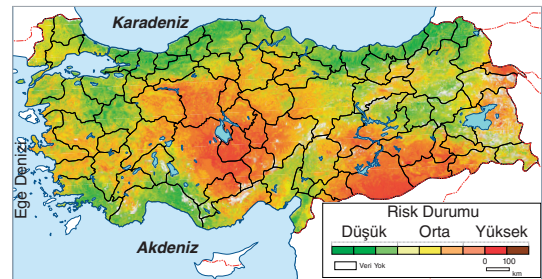 Karadeniz
Ege Denizi
Akdeniz
Risk Durumu
Düşük Orta Yüksek
0 100
km
Veri Yok